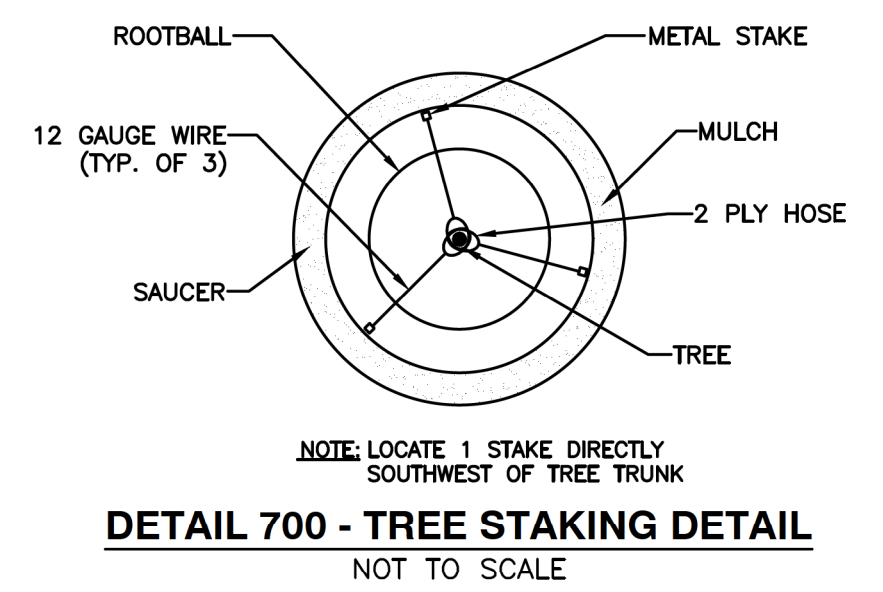 ROOTBALL
METAL STAKE
12 GAUGE WIRE
(TYP. OF 3)
MULCH
2 PLY HOSE
SAUCER
TREE
NOTE: LOCATE 1 STAKE DIRECTLY
SOUTHWEST OF TREE TRUNK
DETAIL 700 - TREE STAKING DETAIL
NOT TO SCALE